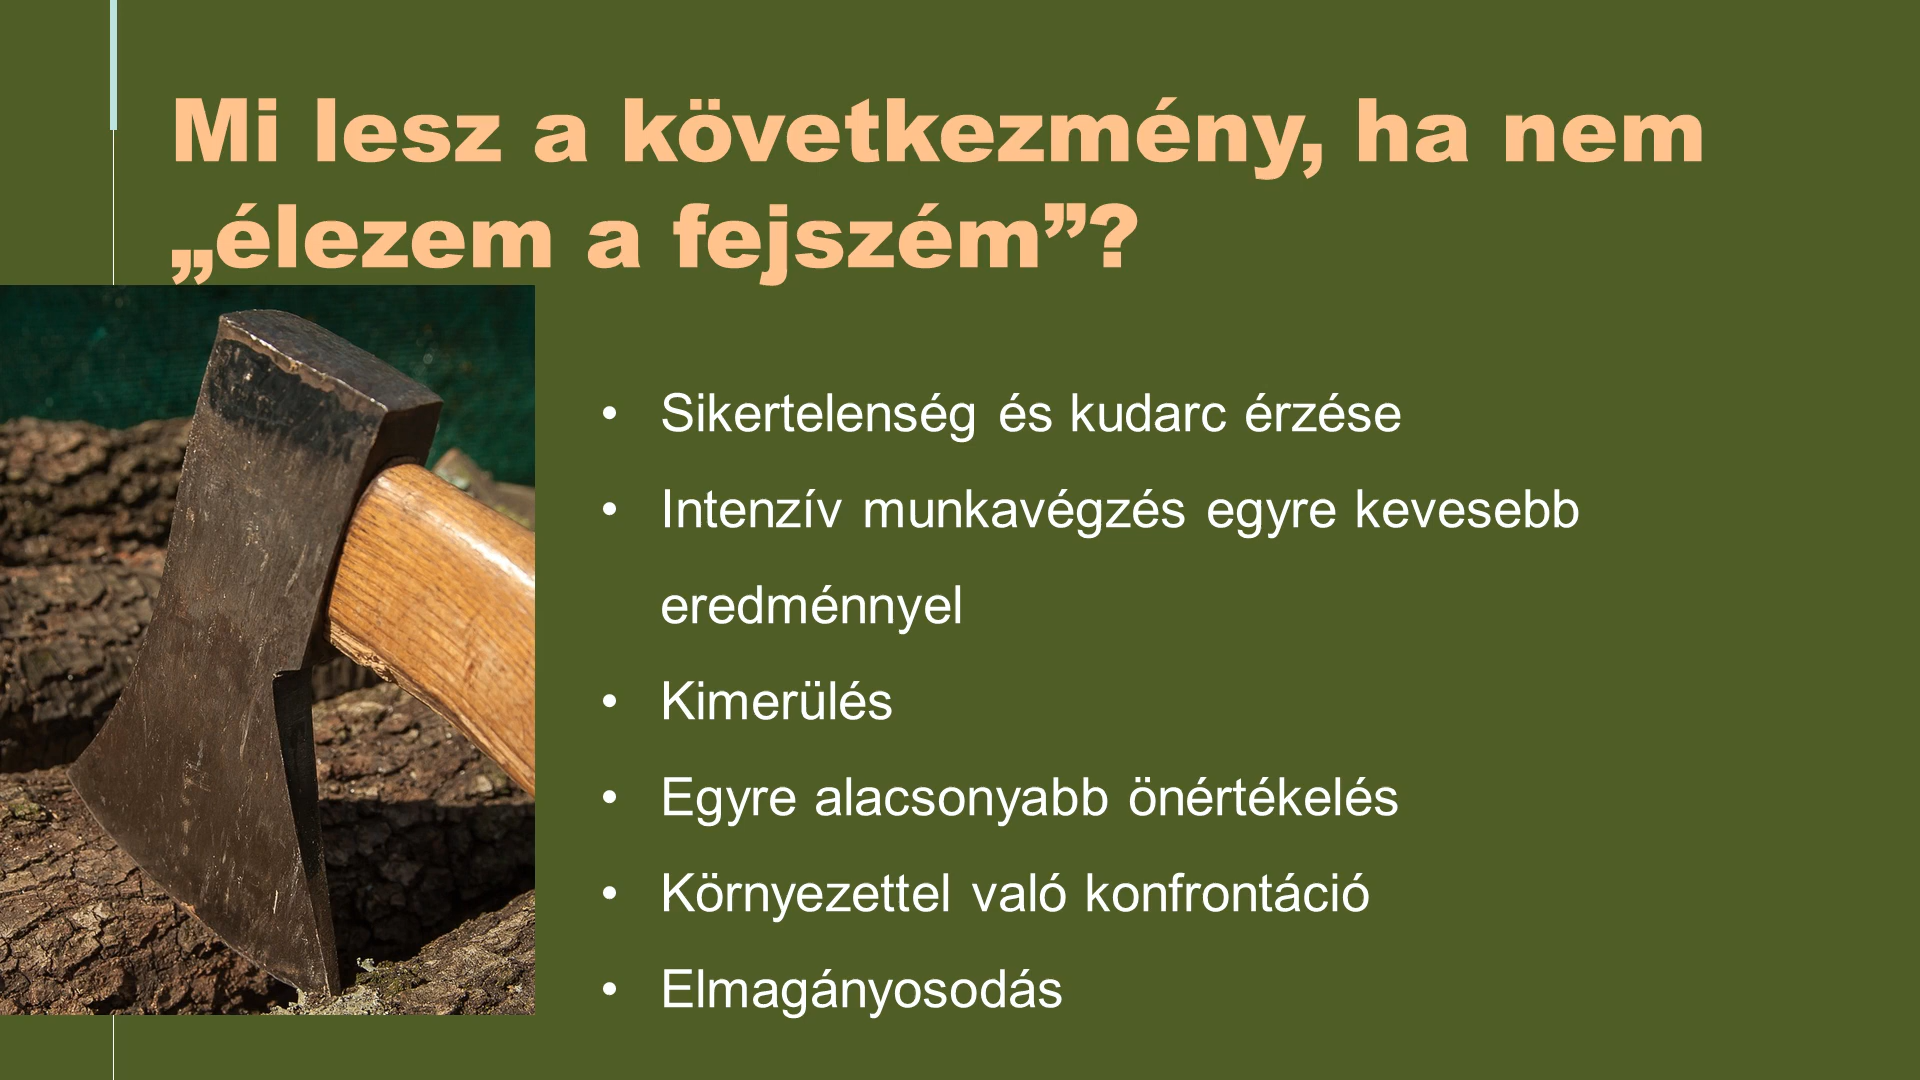 Mi lesz a következmény, ha nem
„élezem a fejszém”?
• Sikertelenség és kudarc érzése
• Intenzív munkavégzés egyre kevesebb
eredménnyel
• Kimerülés
• Egyre alacsonyabb önértékelés
• Környezettel való konfrontáció
• Elmagányosodás